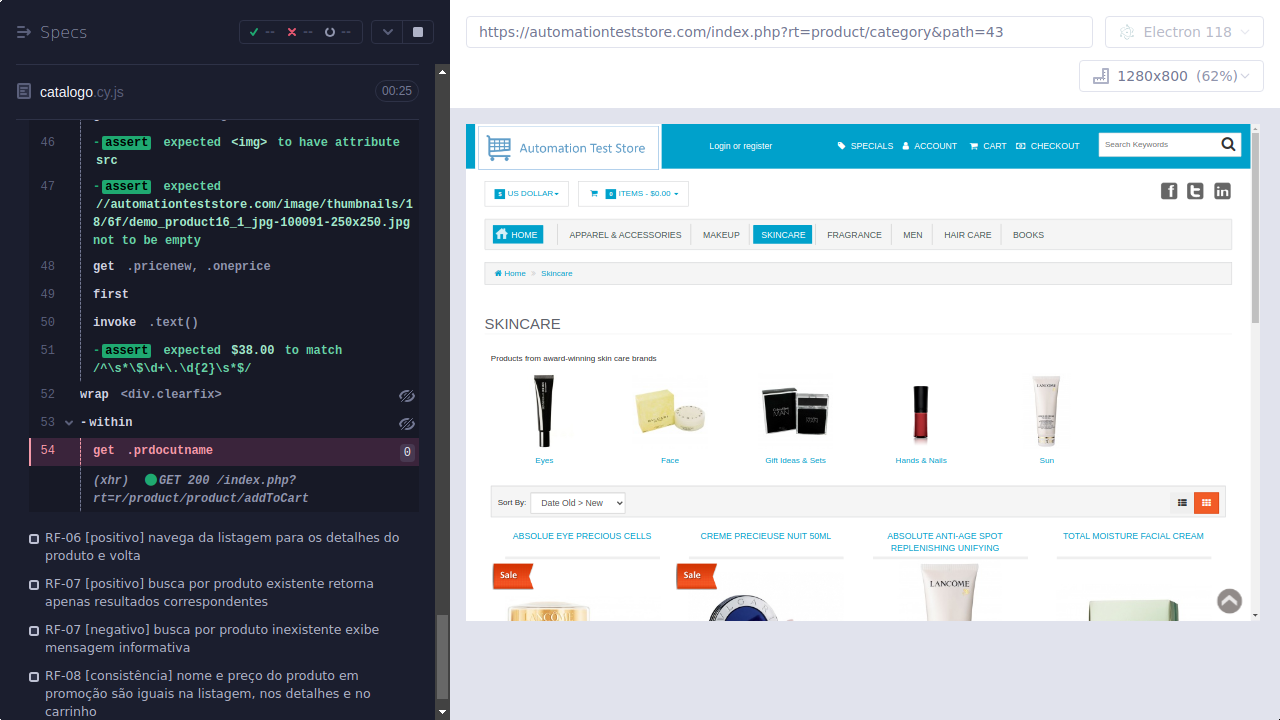 Specs
-- -- --
catalogo.cy.js 00:25
46 -assert expected <img> to have attribute
src
47 -assert expected
//automationteststore.com/image/thumbnails/1
8/6f/demo_product16_1_jpg-100091-250x250.jpg
not to be empty
48 get .pricenew, .oneprice
49 first
50 invoke .text()
51 -assert expected $38.00 to match
/^\s*\$\d+\.\d{2}\s*$/
52 wrap <div.clearfix>
53 -within
54 get .prdocutname 0
(xhr) GET 200 /index.php?
rt=r/product/product/addToCart
RF-06 [positivo] navega da listagem para os detalhes do
produto e volta
RF-07 [positivo] busca por produto existente retorna
apenas resultados correspondentes
RF-07 [negativo] busca por produto inexistente exibe
mensagem informativa
RF-08 [consistência] nome e preço do produto em
promoção são iguais na listagem, nos detalhes e no
carrinho
https://automationteststore.com/index.php?rt=product/category&path=43
Electron 118
1280x800 (62%)
Automation Test Store
Login or register
SPECIALS ACCOUNT CART CHECKOUT
Search Keywords
$ US DOLLAR
0 ITEMS - $0.00
HOME APPAREL & ACCESSORIES MAKEUP SKINCARE FRAGRANCE MEN HAIR CARE BOOKS
Home Skincare
SKINCARE
Products from award-winning skin care brands
LANCÔME
Eyes Face Gift Ideas & Sets Hands & Nails Sun
Sort By: Date Old > New
ABSOLUE EYE PRECIOUS CELLS
CREME PRECIEUSE NUIT 50ML
ABSOLUTE ANTI-AGE SPOT
REPLENISHING UNIFYING
TOTAL MOISTURE FACIAL CREAM
Sale
Sale
LANCÔME